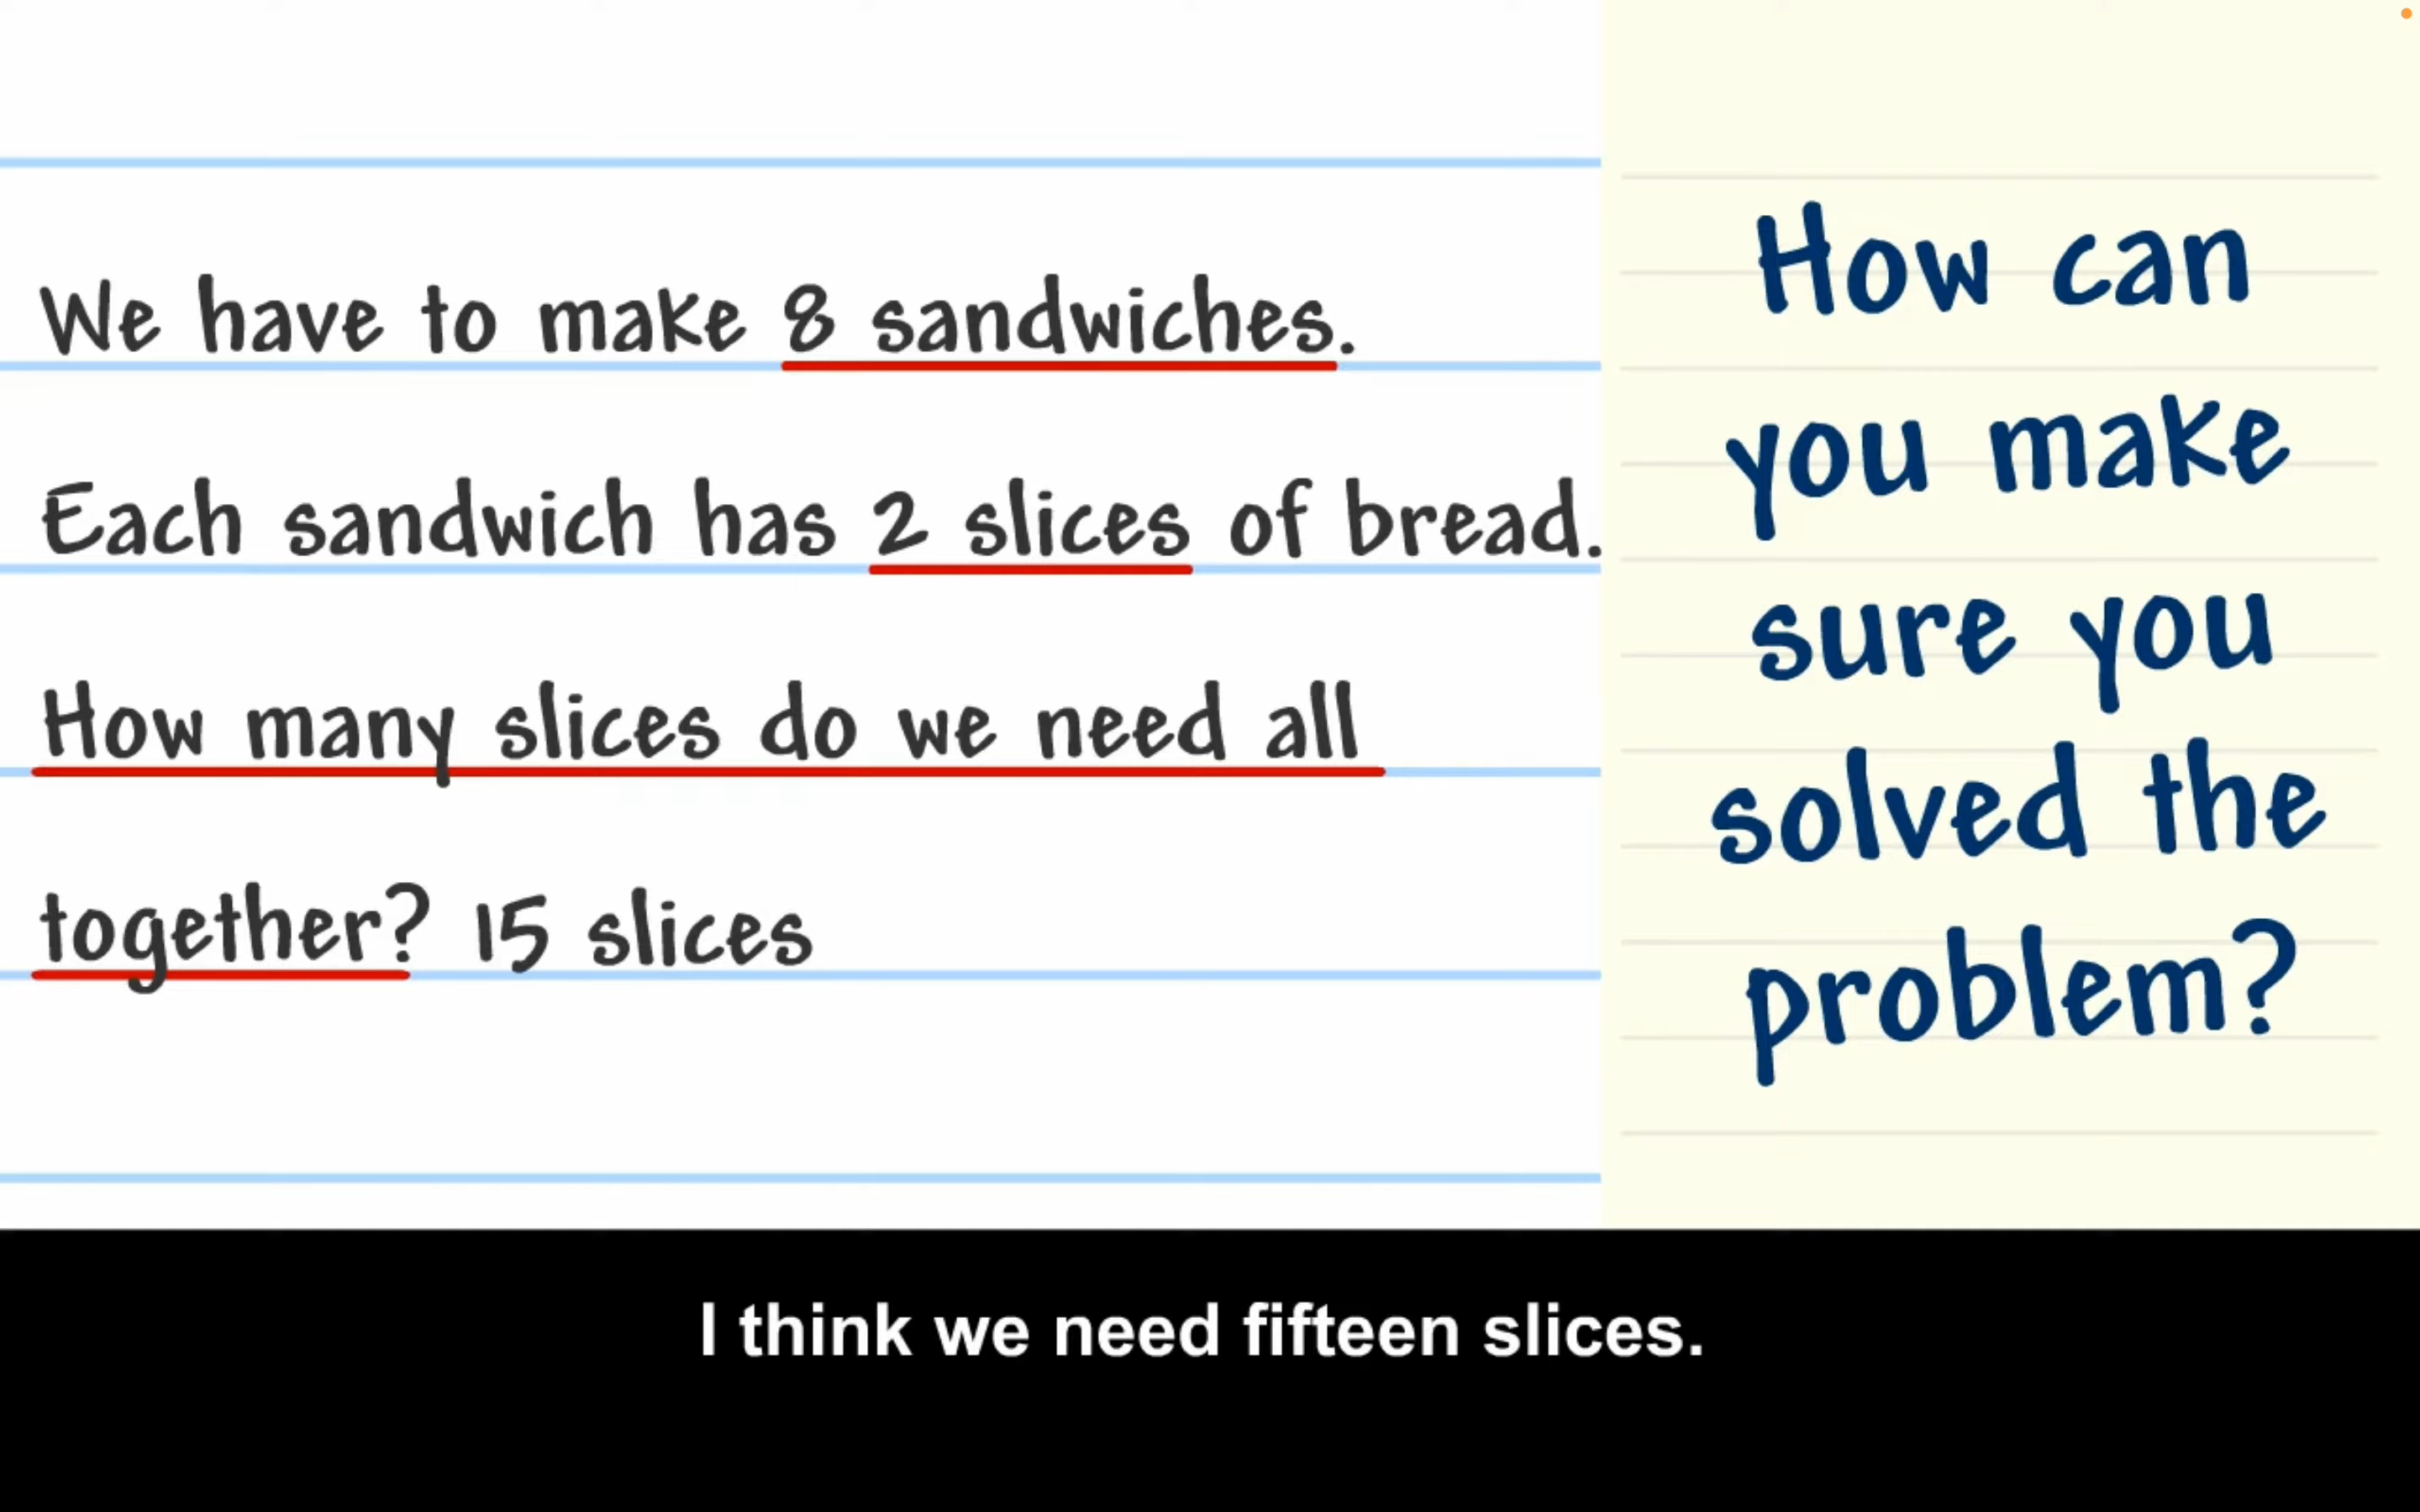 We have to make 8 sandwiches.
Each sandwich has 2 slices of bread.
How many slices do we need all
together? 15 slices
How can
you make
sure you
solved the
problem?
I think we need fifteen slices.